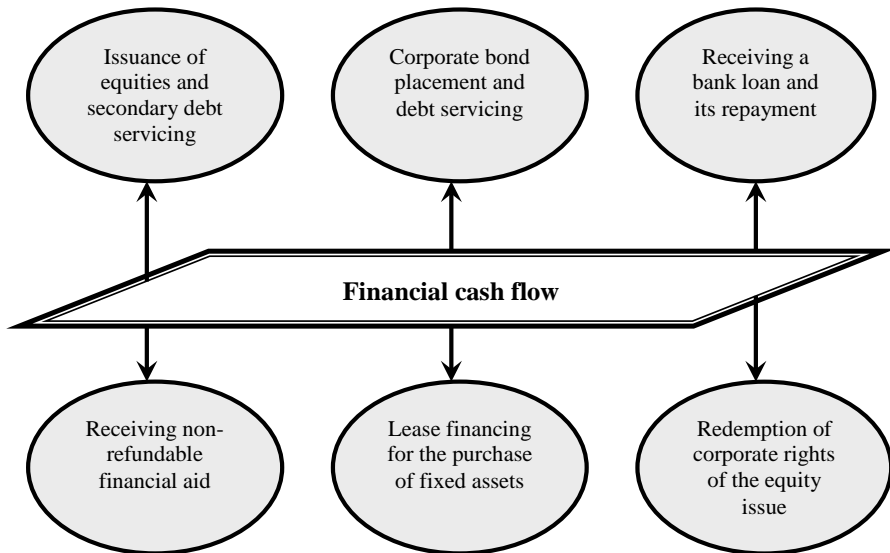 Issuance of
equities and
secondary debt
servicing
Corporate bond
placement and
debt servicing
Receiving a
bank loan and
its repayment
Financial cash flow
Receiving non-
refundable
financial aid
Lease financing
for the purchase
of fixed assets
Redemption of
corporate rights
of the equity
issue